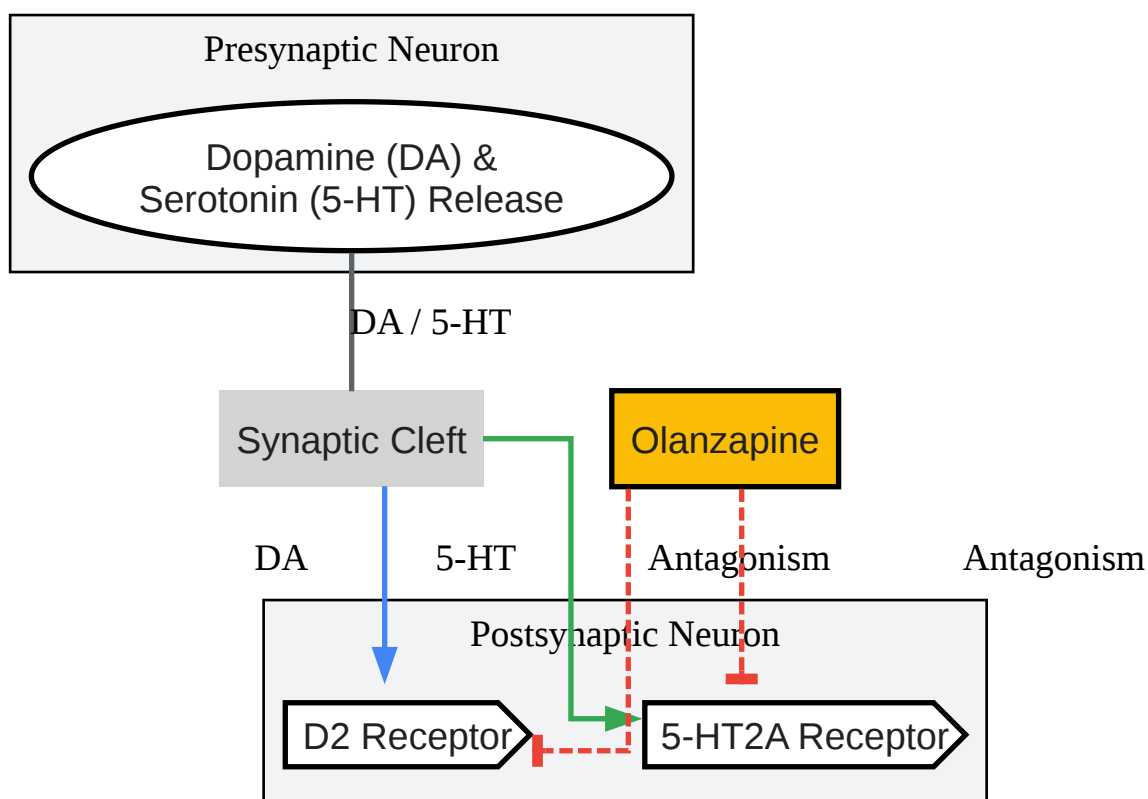 Presynaptic Neuron
Dopamine (DA) &
Serotonin (5-HT) Release
DA / 5-HT
Synaptic Cleft
Olanzapine
DA
5-HT
Antagonism
Antagonism
Postsynaptic Neuron
D2 Receptor
5-HT2A Receptor